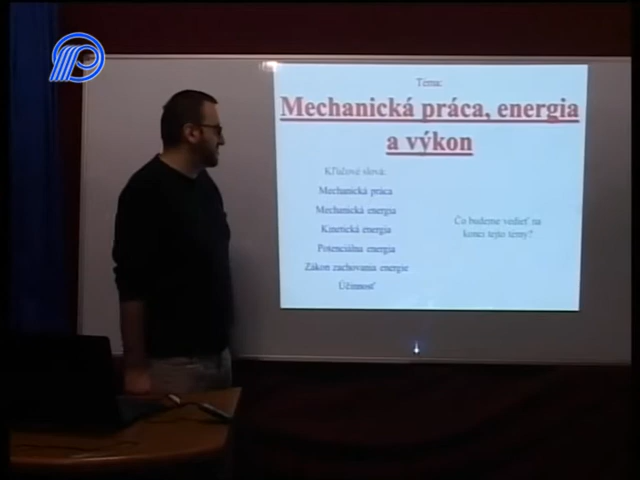 Téma:
Mechanická práca, energia
a výkon
Kľúčové slová:
Mechanická práca
Mechanická energia
Kinetická energia
Potenciálna energia
Zákon zachovania energie
Účinnosť
Čo budeme vedieť na
konci tejto témy?